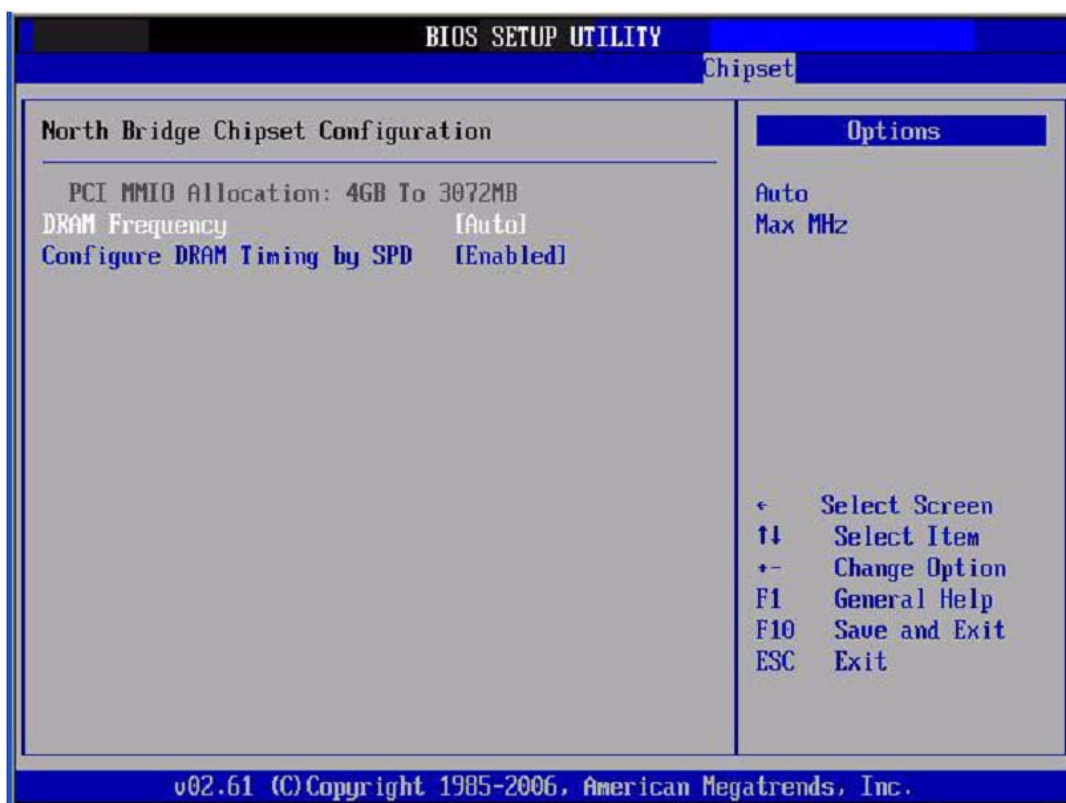 BIOS SETUP UTILITY
Chipset
North Bridge Chipset Configuration
PCI MMIO Allocation: 4GB To 3072MB
DRAM Frequency [Auto]
Configure DRAM Timing by SPD [Enabled]
Options
Auto
Max MHz
← Select Screen
↑↓ Select Item
+- Change Option
F1 General Help
F10 Save and Exit
ESC Exit
v02.61 (C)Copyright 1985-2006, American Megatrends, Inc.